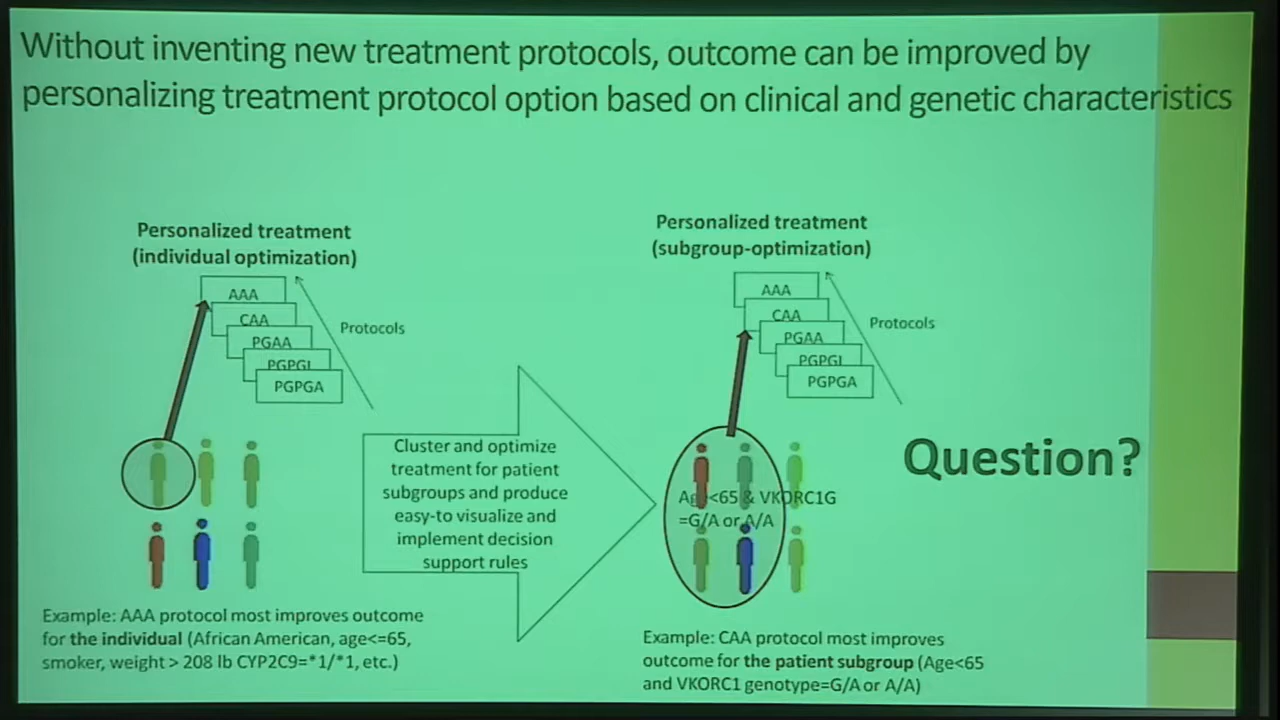 Without inventing new treatment protocols, outcome can be improved by
personalizing treatment protocol option based on clinical and genetic characteristics
Personalized treatment
(individual optimization)
AAA
CAA
PGAA
PGPGI
PGPGA
Protocols
Cluster and optimize
treatment for patient
subgroups and produce
easy-to visualize and
implement decision
support rules
Example: AAA protocol most improves outcome
for the individual (African American, age<=65,
smoker, weight > 208 lb CYP2C9=*1/*1, etc.)
Personalized treatment
(subgroup-optimization)
AAA
CAA
PGAA
PGPGI
PGPGA
Protocols
Age<65 & VKORC1G
=G/A or A/A
Example: CAA protocol most improves
outcome for the patient subgroup (Age<65
and VKORC1 genotype=G/A or A/A)
Question?